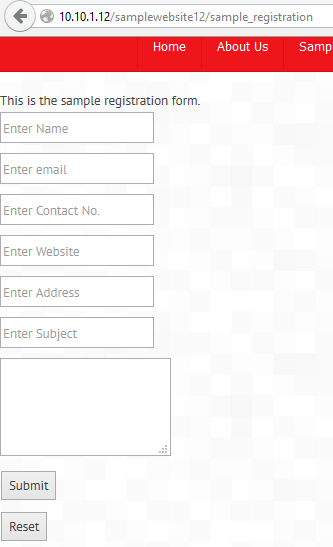 10.10.1.12/samplewebsite12/sample_registration
Home About Us Samp
This is the sample registration form.
Enter Name
Enter email
Enter Contact No.
Enter Website
Enter Address
Enter Subject
Submit
Reset